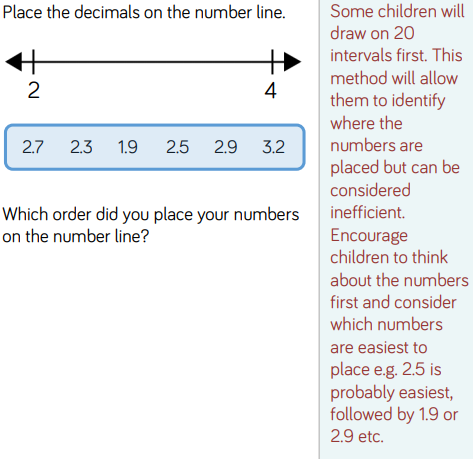 Place the decimals on the number line.
2 4
2.7 2.3 1.9 2.5 2.9 3.2
Which order did you place your numbers
on the number line?
Some children will
draw on 20
intervals first. This
method will allow
them to identify
where the
numbers are
placed but can be
considered
inefficient.
Encourage
children to think
about the numbers
first and consider
which numbers
are easiest to
place e.g. 2.5 is
probably easiest,
followed by 1.9 or
2.9 etc.